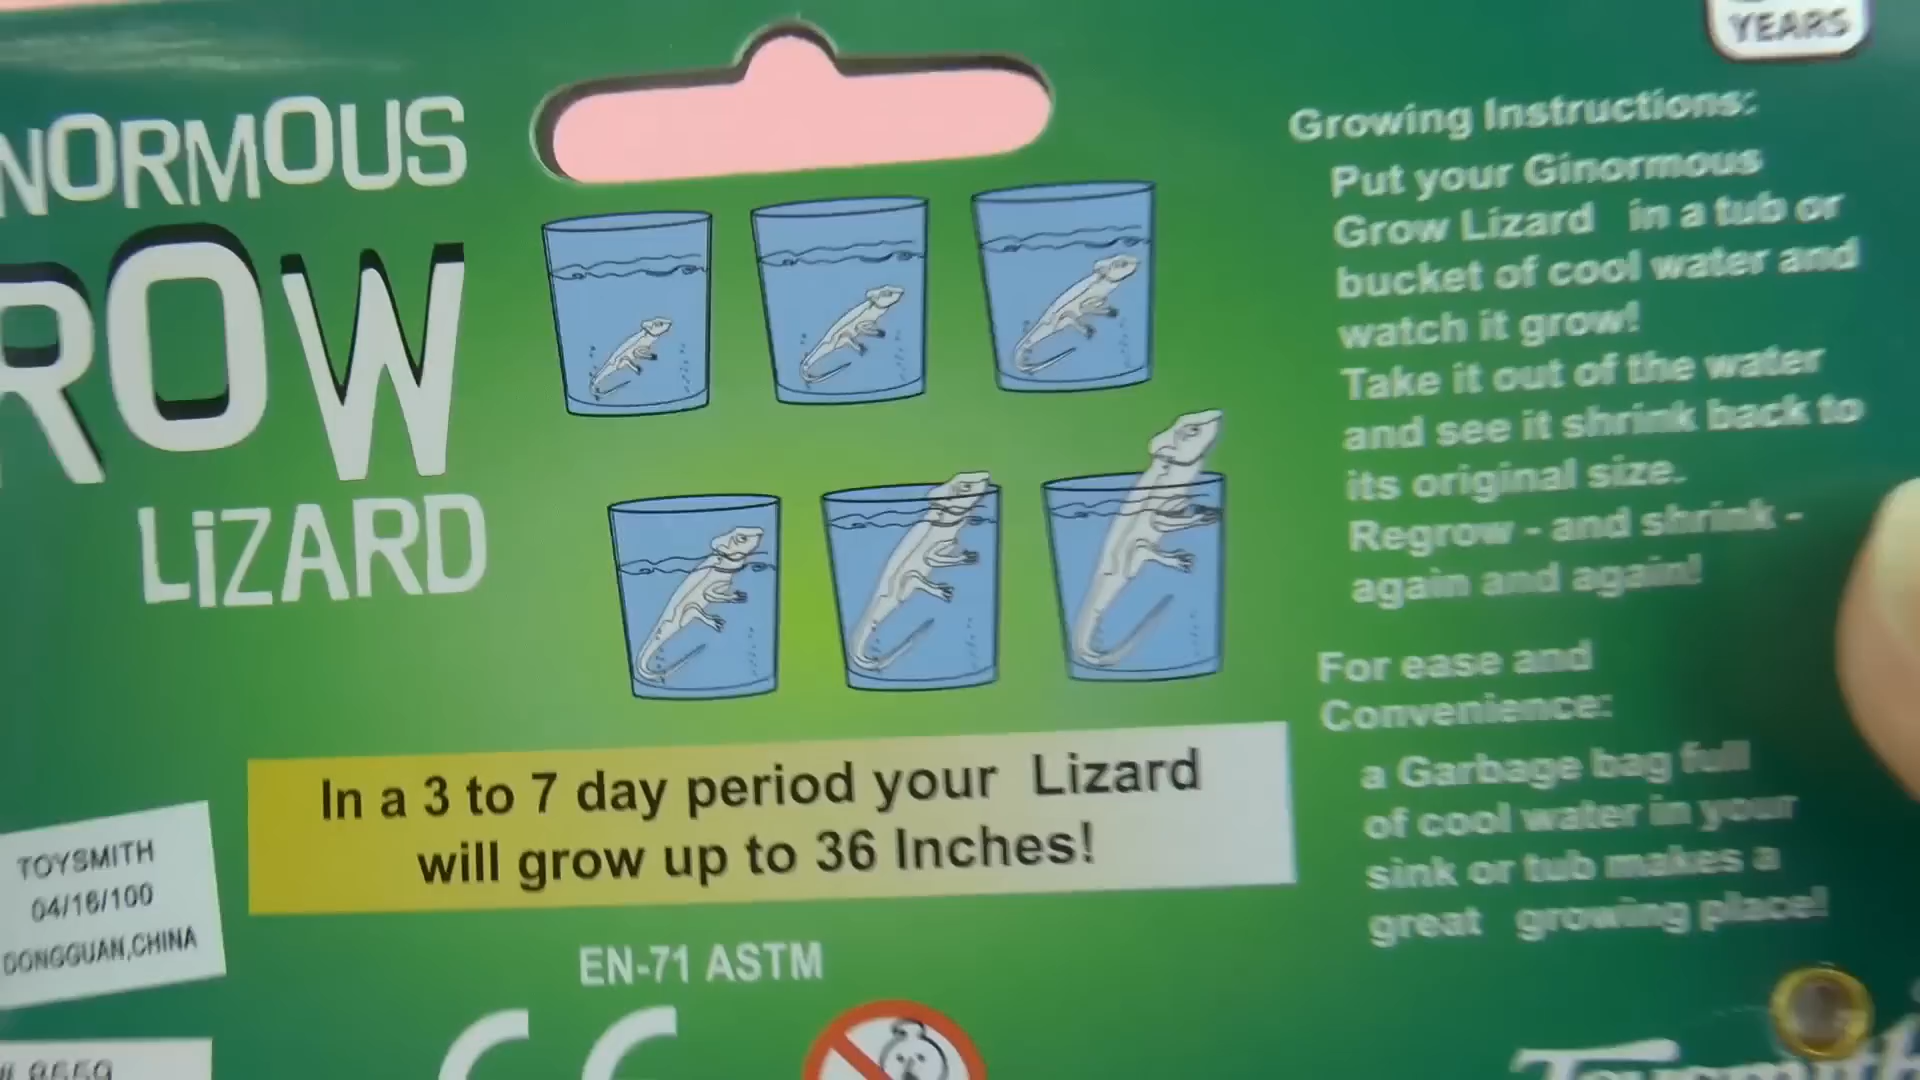 YEARS
NORMOUS
ROW
LiZARD
Growing Instructions:
Put your Ginormous
Grow Lizard in a tub or
bucket of cool water and
watch it grow!
Take it out of the water
and see it shrink back to
its original size.
Regrow - and shrink -
again and again!
For ease and
Convenience:
a Garbage bag full
of cool water in your
sink or tub makes a
great growing place!
In a 3 to 7 day period your Lizard
will grow up to 36 Inches!
TOYSMITH
04/16/100
DONGGUAN,CHINA
EN-71 ASTM
CE
# 8559
Toysmith